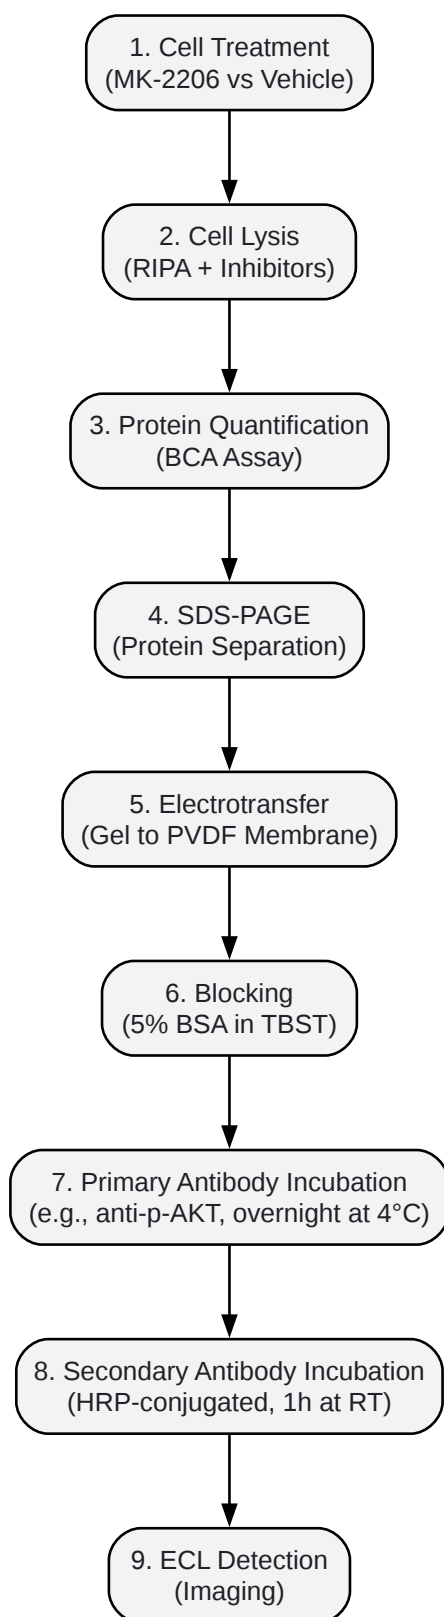 1. Cell Treatment
(MK-2206 vs Vehicle)
2. Cell Lysis
(RIPA + Inhibitors)
3. Protein Quantification
(BCA Assay)
4. SDS-PAGE
(Protein Separation)
5. Electrotransfer
(Gel to PVDF Membrane)
6. Blocking
(5% BSA in TBST)
7. Primary Antibody Incubation
(e.g., anti-p-AKT, overnight at 4°C)
8. Secondary Antibody Incubation
(HRP-conjugated, 1h at RT)
9. ECL Detection
(Imaging)